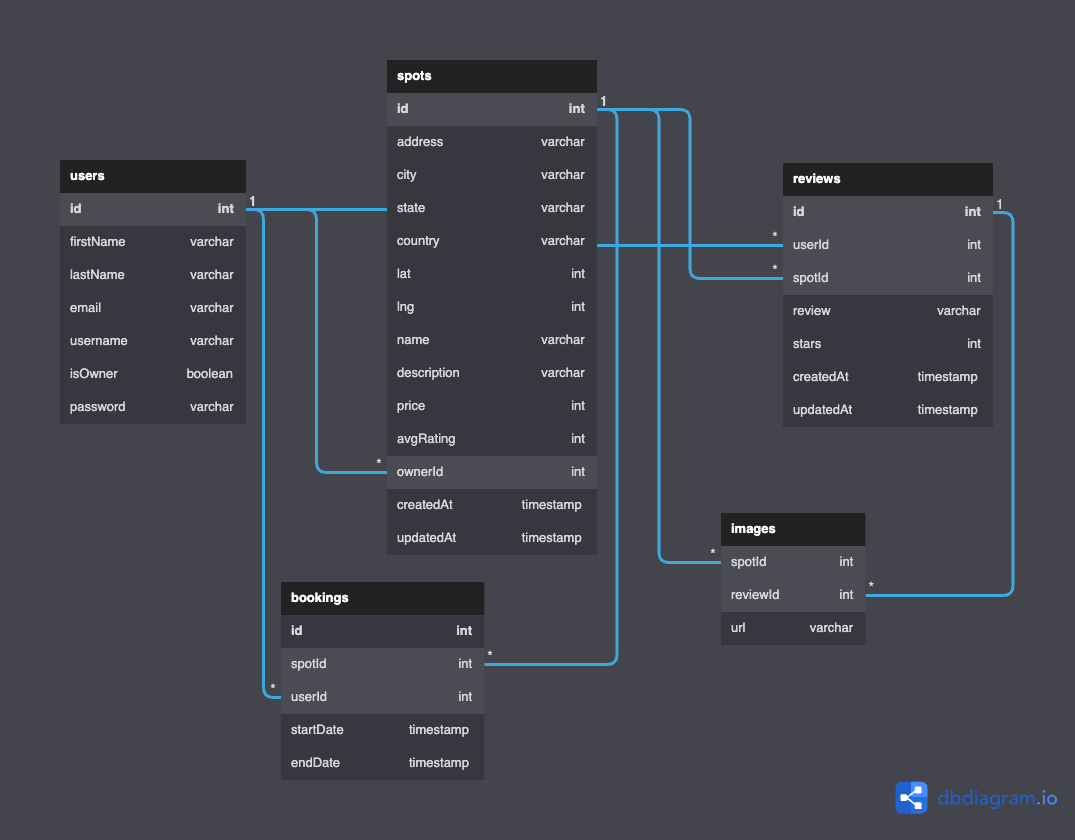 spots
id int 1
address varchar
city varchar
state varchar
country varchar
lat int
lng int
name varchar
description varchar
price int
avgRating int
* ownerId int
createdAt timestamp
updatedAt timestamp
users
id int 1
firstName varchar
lastName varchar
email varchar
username varchar
isOwner boolean
password varchar
reviews
id int 1
* userId int
* spotId int
review varchar
stars int
createdAt timestamp
updatedAt timestamp
images
* spotId int
reviewId int *
url varchar
bookings
id int
spotId int *
* userId int
startDate timestamp
endDate timestamp
dbdiagram.io